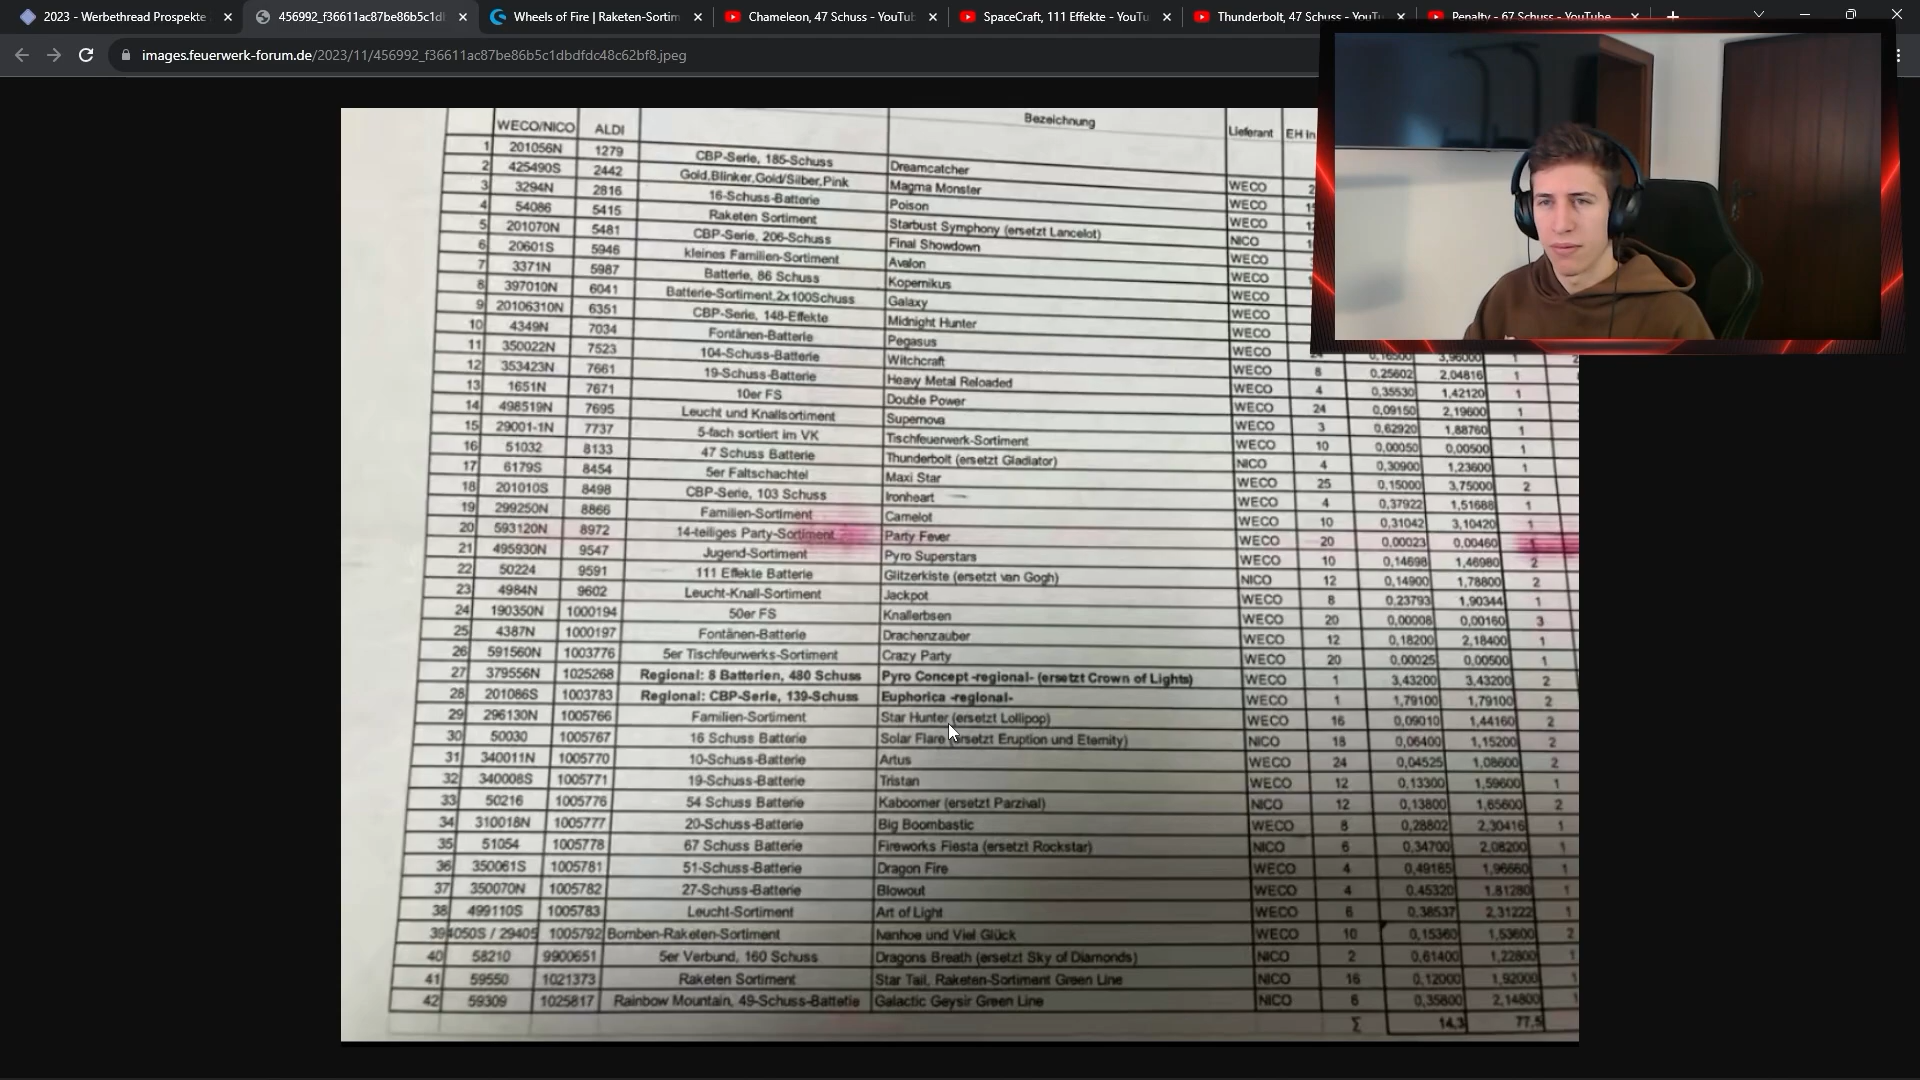 2023 - Werbethread Prospekte
456992_f36611ac87be86b5c1d
Wheels of Fire | Raketen-Sortim
Chameleon, 47 Schuss - YouTu
SpaceCraft, 111 Effekte - YouTu
Thunderbolt, 47 Schuss - YouTu
Penalty - 67 Schuss - YouTube
images.feuerwerk-forum.de/2023/11/456992_f36611ac87be86b5c1dbdfdc48c62bf8.jpeg
WECO/NICO ALDI Bezeichnung Lieferant EH in
1 201056N 1279 CBP-Serie, 185-Schuss Dreamcatcher WECO
2 425490S 2442 Gold,Blinker,Gold/Silber,Pink Magma Monster WECO
3 3294N 2816 16-Schuss-Batterie Poison WECO
4 54086 5415 Raketen Sortiment Starbust Symphony (ersetzt Lancelot) NICO
5 201070N 5481 CBP-Serie, 206-Schuss Final Showdown WECO
6 20601S 5946 kleines Familien-Sortiment Avalon WECO
7 3371N 5987 Batterie, 86 Schuss Kopernikus WECO
8 397010N 6041 Batterie-Sortiment,2x100Schuss Galaxy WECO
9 20106310N 6351 CBP-Serie, 148-Effekte Midnight Hunter WECO
10 4349N 7034 Fontänen-Batterie Pegasus WECO 24 0,16500 3,96000 1
11 350022N 7523 104-Schuss-Batterie Witchcraft WECO 8 0,25602 2,04816 1
12 353423N 7661 19-Schuss-Batterie Heavy Metal Reloaded WECO 4 0,35530 1,42120 1
13 1651N 7671 10er FS Double Power WECO 24 0,09150 2,19600 1
14 498519N 7695 Leucht und Knallsortiment Supernova WECO 3 0,62920 1,88760 1
15 29001-1N 7737 5-fach sortiert im VK Tischfeuerwerk-Sortiment WECO 10 0,00050 0,00500 1
16 51032 8133 47 Schuss Batterie Thunderbolt (ersetzt Gladiator) NICO 4 0,30900 1,23600 1
17 6179S 8454 5er Faltschachtel Maxi Star WECO 25 0,15000 3,75000 2
18 201010S 8498 CBP-Serie, 103 Schuss Ironheart WECO 4 0,37922 1,51688 1
19 299250N 8866 Familien-Sortiment Camelot WECO 10 0,31042 3,10420 1
20 593120N 8972 14-teiliges Party-Sortiment Party Fever WECO 20 0,00023 0,00460 1
21 495930N 9547 Jugend-Sortiment Pyro Superstars WECO 10 0,14698 1,46980 2
22 50224 9591 111 Effekte Batterie Glitzerkiste (ersetzt van Gogh) NICO 12 0,14900 1,78800 2
23 4984N 9602 Leucht-Knall-Sortiment Jackpot WECO 8 0,23793 1,90344 1
24 190350N 1000194 50er FS Knallerbsen WECO 20 0,00008 0,00160 3
25 4387N 1000197 Fontänen-Batterie Drachenzauber WECO 12 0,18200 2,18400 1
26 591560N 1003776 5er Tischfeurwerks-Sortiment Crazy Party WECO 20 0,00025 0,00500 1
27 379556N 1025268 Regional: 8 Batterien, 480 Schuss Pyro Concept -regional- (ersetzt Crown of Lights) WECO 1 3,43200 3,43200 2
28 201086S 1003783 Regional: CBP-Serie, 139-Schuss Euphorica -regional- WECO 1 1,79100 1,79100 2
29 296130N 1005766 Familien-Sortiment Star Hunter (ersetzt Lollipop) WECO 16 0,09010 1,44160 2
30 50030 1005767 16 Schuss Batterie Solar Flare (ersetzt Eruption und Eternity) NICO 18 0,06400 1,15200 2
31 340011N 1005770 10-Schuss-Batterie Artus WECO 24 0,04525 1,08600 2
32 340008S 1005771 19-Schuss-Batterie Tristan WECO 12 0,13300 1,59600 1
33 50216 1005776 54 Schuss Batterie Kaboomer (ersetzt Parzival) NICO 12 0,13800 1,65600 2
34 310018N 1005777 20-Schuss-Batterie Big Boombastic WECO 8 0,28802 2,30416 1
35 51054 1005778 67 Schuss Batterie Fireworks Fiesta (ersetzt Rockstar) NICO 6 0,34700 2,08200 1
36 350061S 1005781 51-Schuss-Batterie Dragon Fire WECO 4 0,49165 1,96660 1
37 350070N 1005782 27-Schuss-Batterie Blowout WECO 4 0,45320 1,81280 1
38 499110S 1005783 Leucht-Sortiment Art of Light WECO 6 0,38537 2,31222 1
39 4050S / 29405 1005792 Bomben-Raketen-Sortiment Ivanhoe und Viel Glück WECO 10 0,15360 1,53600 2
40 58210 9900651 5er Verbund, 160 Schuss Dragons Breath (ersetzt Sky of Diamonds) NICO 2 0,61400 1,22800 1
41 59550 1021373 Raketen Sortiment Star Tail, Raketen-Sortiment Green Line NICO 16 0,12000 1,92000 1
42 59309 1025817 Rainbow Mountain, 49-Schuss-Battetie Galactic Geysir Green Line NICO 6 0,35800 2,14800 1
Σ 14,3 77,5